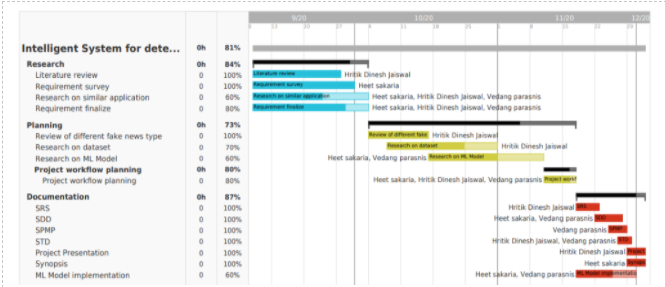 9/20 10/20 11/20 12/20
6 13 20 27
Intelligent System for dete... 0h 81%
Research 0h 84%
Literature review 0 100% Literature review Hritik Dinesh Jaiswal
Requirement survey 0 100% Requirement survey Heet sakaria
Research on similar application 0 60% Research on similar application Heet sakaria, Hritik Dinesh Jaiswal, Vedang parasnis
Requirement finalize 0 80% Requirement finalize Heet sakaria, Hritik Dinesh Jaiswal, Vedang parasnis
Planning 0h 73%
Review of different fake news type 0 100% Review of different fake Hritik Dinesh Jaiswal
Research on dataset 0 70% Research on dataset Hritik Dinesh Jaiswal
Research on ML Model 0 60% Heet sakaria, Vedang parasnis Research on ML Model
Project workflow planning 0h 80%
Project workflow planning 0 80% Heet sakaria, Hritik Dinesh Jaiswal, Vedang parasnis Project workf
Documentation 0h 87%
SRS 0 100% Hritik Dinesh Jaiswal SRS
SDD 0 100% Heet sakaria, Vedang parasnis SDD
SPMP 0 100% Vedang parasnis SPMP
STD 0 100% Hritik Dinesh Jaiswal, Vedang parasnis STD
Project Presentation 0 100% Hritik Dinesh Jaiswal Project
Synopsis 0 100% Heet sakaria
ML Model implementation 0 60% Heet sakaria, Vedang parasnis ML Model implementatio